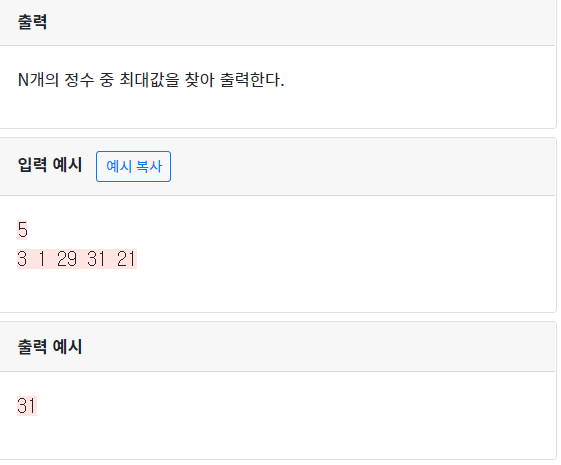 출력
N개의 정수 중 최대값을 찾아 출력한다.
입력 예시 예시 복사
5
3 1 29 31 21
출력 예시
31